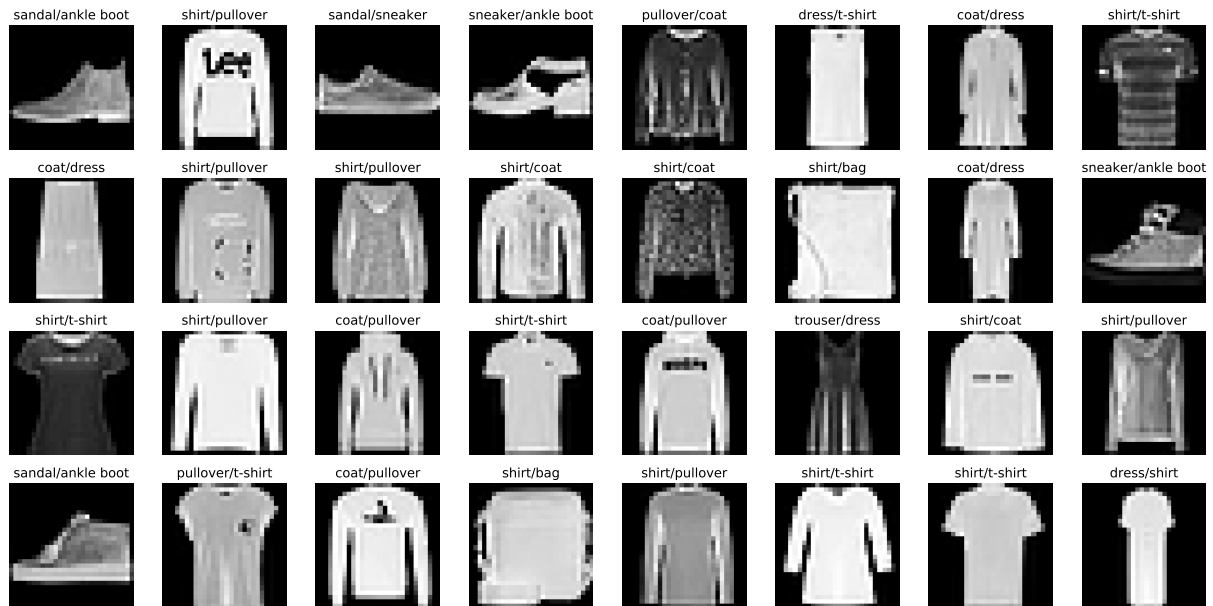 sandal/ankle boot shirt/pullover sandal/sneaker sneaker/ankle boot pullover/coat dress/t-shirt coat/dress shirt/t-shirt
Lee
coat/dress shirt/pullover shirt/pullover shirt/coat shirt/coat shirt/bag coat/dress sneaker/ankle boot
shirt/t-shirt shirt/pullover coat/pullover shirt/t-shirt coat/pullover trouser/dress shirt/coat shirt/pullover
sandal/ankle boot pullover/t-shirt coat/pullover shirt/bag shirt/pullover shirt/t-shirt shirt/t-shirt dress/shirt